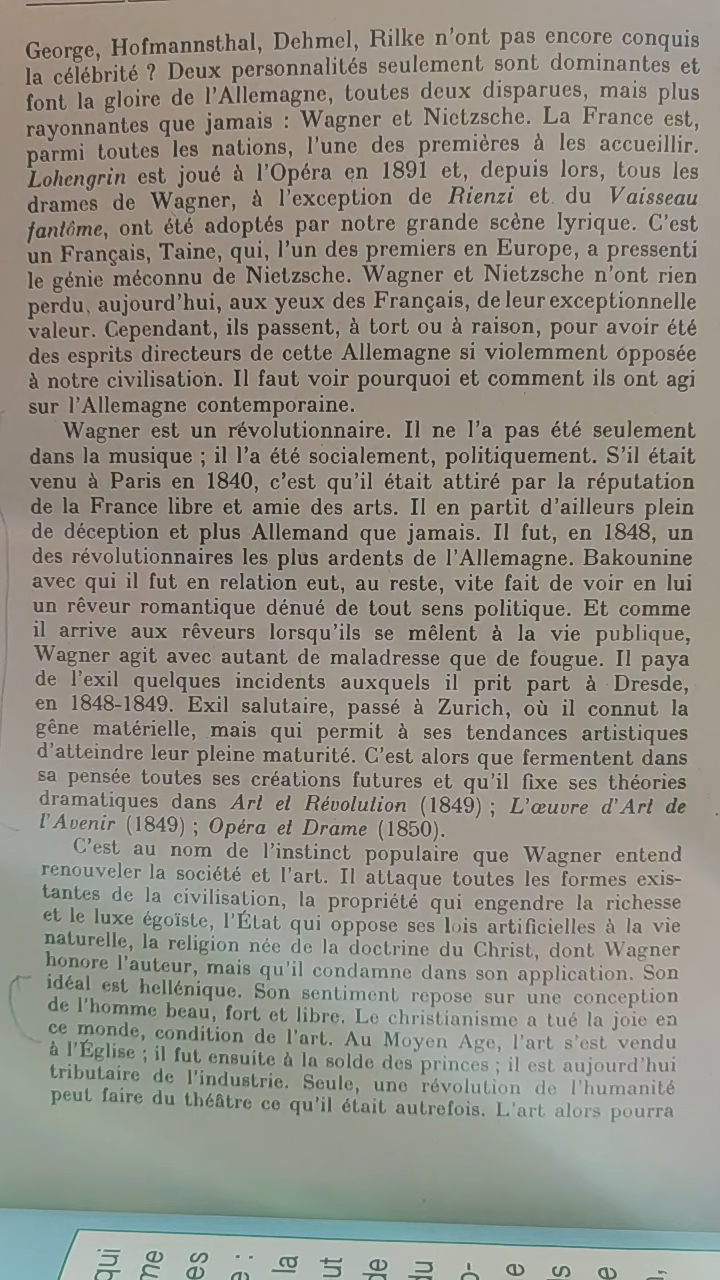 George, Hofmannsthal, Dehmel, Rilke n'ont pas encore conquis
la célébrité ? Deux personnalités seulement sont dominantes et
font la gloire de l'Allemagne, toutes deux disparues, mais plus
rayonnantes que jamais : Wagner et Nietzsche. La France est,
parmi toutes les nations, l'une des premières à les accueillir.
Lohengrin est joué à l'Opéra en 1891 et, depuis lors, tous les
drames de Wagner, à l'exception de Rienzi et du Vaisseau
fantôme, ont été adoptés par notre grande scène lyrique. C'est
un Français, Taine, qui, l'un des premiers en Europe, a pressenti
le génie méconnu de Nietzsche. Wagner et Nietzsche n'ont rien
perdu, aujourd'hui, aux yeux des Français, de leur exceptionnelle
valeur. Cependant, ils passent, à tort ou à raison, pour avoir été
des esprits directeurs de cette Allemagne si violemment opposée
à notre civilisation. Il faut voir pourquoi et comment ils ont agi
sur l'Allemagne contemporaine.
Wagner est un révolutionnaire. Il ne l'a pas été seulement
dans la musique ; il l'a été socialement, politiquement. S'il était
venu à Paris en 1840, c'est qu'il était attiré par la réputation
de la France libre et amie des arts. Il en partit d'ailleurs plein
de déception et plus Allemand que jamais. Il fut, en 1848, un
des révolutionnaires les plus ardents de l'Allemagne. Bakounine
avec qui il fut en relation eut, au reste, vite fait de voir en lui
un rêveur romantique dénué de tout sens politique. Et comme
il arrive aux rêveurs lorsqu'ils se mêlent à la vie publique,
Wagner agit avec autant de maladresse que de fougue. Il paya
de l'exil quelques incidents auxquels il prit part à Dresde,
en 1848-1849. Exil salutaire, passé à Zurich, où il connut la
gêne matérielle, mais qui permit à ses tendances artistiques
d'atteindre leur pleine maturité. C'est alors que fermentent dans
sa pensée toutes ses créations futures et qu'il fixe ses théories
dramatiques dans Art et Révolution (1849) ; L'œuvre d'Art de
l'Avenir (1849) ; Opéra et Drame (1850).
C'est au nom de l'instinct populaire que Wagner entend
renouveler la société et l'art. Il attaque toutes les formes exis-
tantes de la civilisation, la propriété qui engendre la richesse
et le luxe égoïste, l'État qui oppose ses lois artificielles à la vie
naturelle, la religion née de la doctrine du Christ, dont Wagner
honore l'auteur, mais qu'il condamne dans son application. Son
idéal est hellénique. Son sentiment repose sur une conception
de l'homme beau, fort et libre. Le christianisme a tué la joie en
ce monde, condition de l'art. Au Moyen Age, l'art s'est vendu
à l'Église ; il fut ensuite à la solde des princes ; il est aujourd'hui
tributaire de l'industrie. Seule, une révolution de l'humanité
peut faire du théâtre ce qu'il était autrefois. L'art alors pourra
qui
la